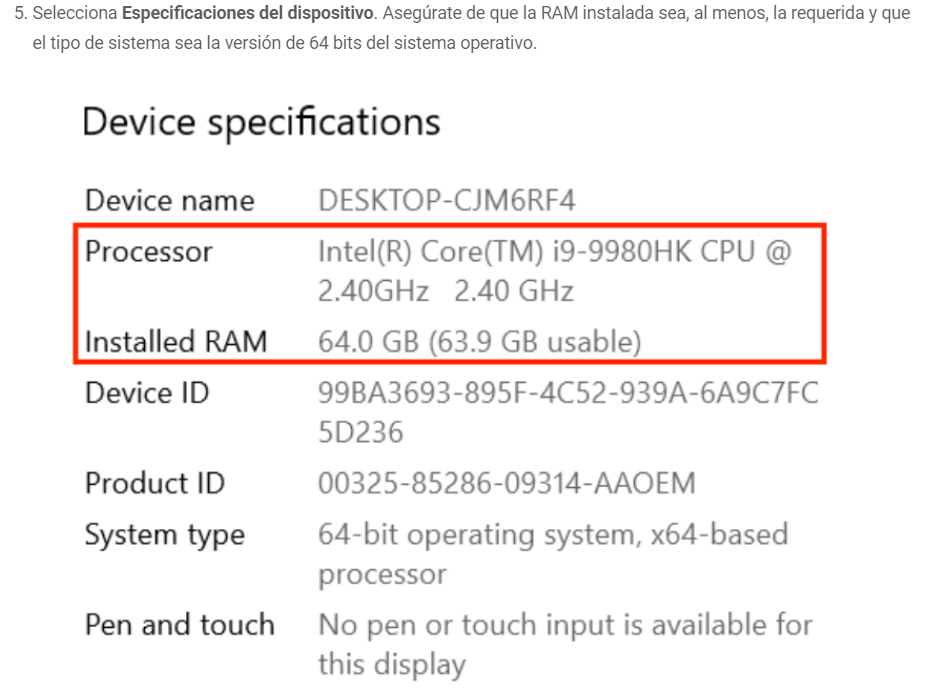 5. Selecciona Especificaciones del dispositivo. Asegúrate de que la RAM instalada sea, al menos, la requerida y que
el tipo de sistema sea la versión de 64 bits del sistema operativo.
Device specifications
Device name DESKTOP-CJM6RF4
Processor Intel(R) Core(TM) i9-9980HK CPU @
2.40GHz 2.40 GHz
Installed RAM 64.0 GB (63.9 GB usable)
Device ID 99BA3693-895F-4C52-939A-6A9C7FC
5D236
Product ID 00325-85286-09314-AAOEM
System type 64-bit operating system, x64-based
processor
Pen and touch No pen or touch input is available for
this display